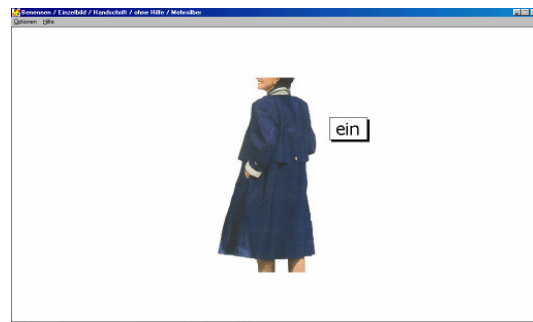 Benennen / Einzelbild / Handschrift / ohne Hilfe / Mehrsilber
Optionen Hilfe
ein